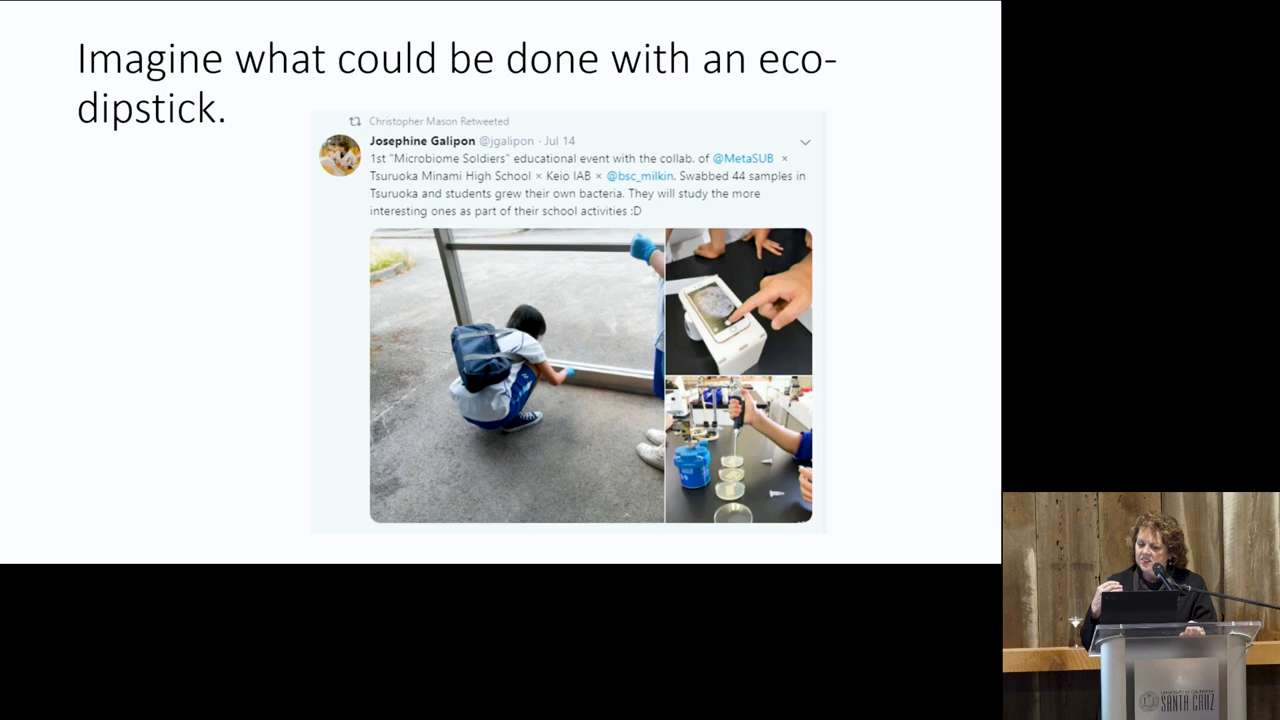 Imagine what could be done with an eco-
dipstick.
Christopher Mason Retweeted
Josephine Galipon @jgalipon · Jul 14
1st "Microbiome Soldiers" educational event with the collab. of @MetaSUB ×
Tsuruoka Minami High School × Keio IAB × @bsc_milkin. Swabbed 44 samples in
Tsuruoka and students grew their own bacteria. They will study the more
interesting ones as part of their school activities :D
UNIVERSITY OF CALIFORNIA
SANTA CRUZ